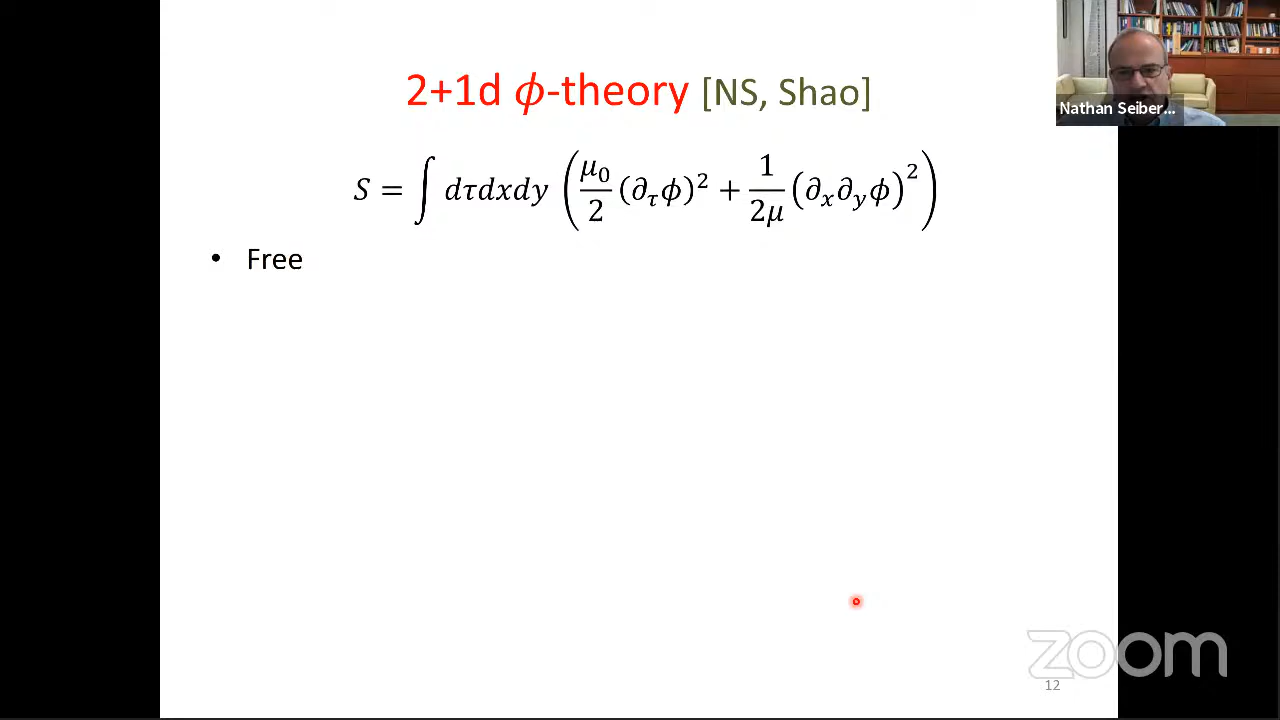 2+1d ϕ-theory [NS, Shao]
Nathan Seiber...
S = ∫ dτdxdy ( μ₀/2 (∂_τϕ)² + 1/2μ (∂ₓ∂_yϕ)² )
• Free
zoom
12